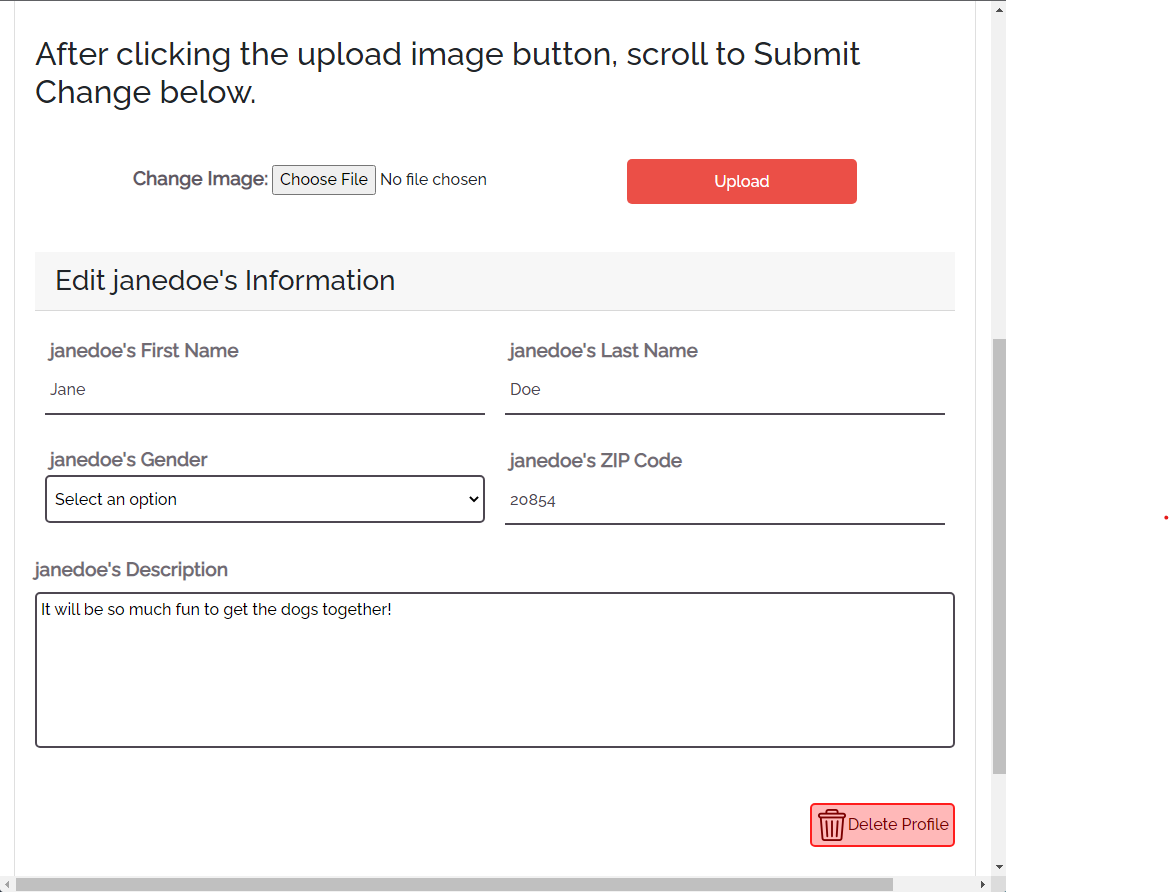 After clicking the upload image button, scroll to Submit
Change below.
Change Image: Choose File No file chosen
Upload
Edit janedoe's Information
janedoe's First Name
janedoe's Last Name
Jane
Doe
janedoe's Gender
janedoe's ZIP Code
Select an option
20854
janedoe's Description
It will be so much fun to get the dogs together!
Delete Profile